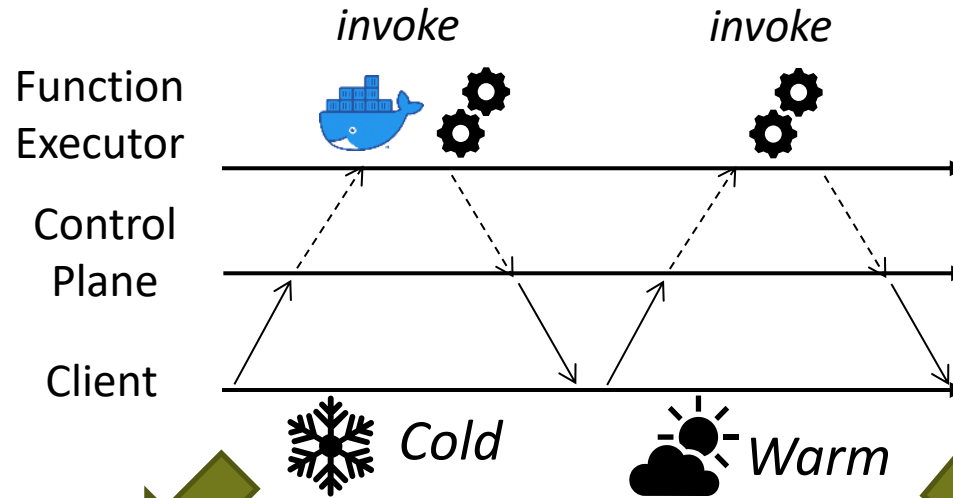 invoke
invoke
Function
Executor
Control
Plane
Client
Cold
Warm